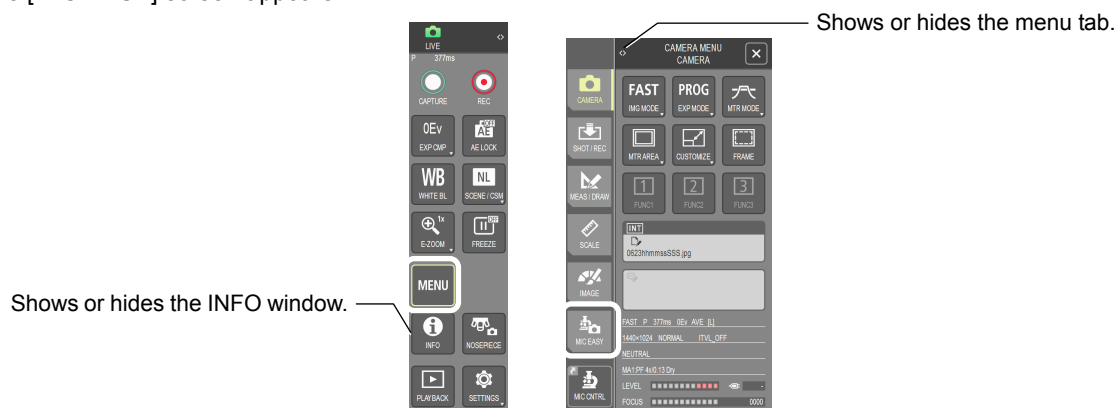 Shows or hides the menu tab.
LIVE
P 377ms
CAPTURE REC
0Ev OFF AE
EXP CMP AE LOCK
WB NL
WHITE BL SCENE / CSM
1x OFF
E-ZOOM FREEZE
MENU
Shows or hides the INFO window.
INFO NOSEPIECE
PLAYBACK SETTINGS
CAMERA MENU
CAMERA
CAMERA
SHOT / REC
MEAS / DRAW
SCALE
IMAGE
MIC EASY
MIC CNTRL
FAST PROG
IMG MODE EXP MODE MTR MODE
MTR AREA CUSTOMIZE FRAME
1 2 3
FUNC1 FUNC2 FUNC3
INT
0623hhmmssSSS.jpg
FAST P 377ms 0Ev AVE [L]
1440×1024 NORMAL ITVL_OFF
NEUTRAL
MA1:PF 4x/0.13 Dry
LEVEL -
FOCUS 0000